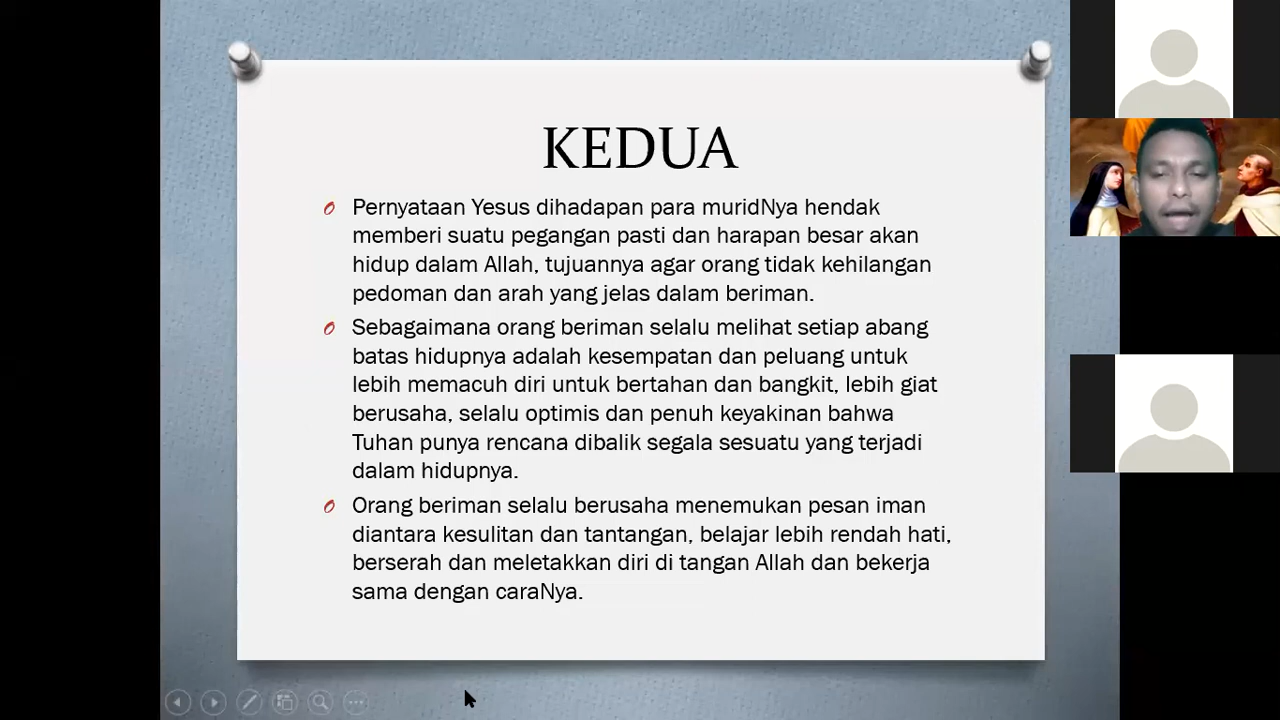 KEDUA
Pernyataan Yesus dihadapan para muridNya hendak
memberi suatu pegangan pasti dan harapan besar akan
hidup dalam Allah, tujuannya agar orang tidak kehilangan
pedoman dan arah yang jelas dalam beriman.
Sebagaimana orang beriman selalu melihat setiap abang
batas hidupnya adalah kesempatan dan peluang untuk
lebih memacuh diri untuk bertahan dan bangkit, lebih giat
berusaha, selalu optimis dan penuh keyakinan bahwa
Tuhan punya rencana dibalik segala sesuatu yang terjadi
dalam hidupnya.
Orang beriman selalu berusaha menemukan pesan iman
diantara kesulitan dan tantangan, belajar lebih rendah hati,
berserah dan meletakkan diri di tangan Allah dan bekerja
sama dengan caraNya.